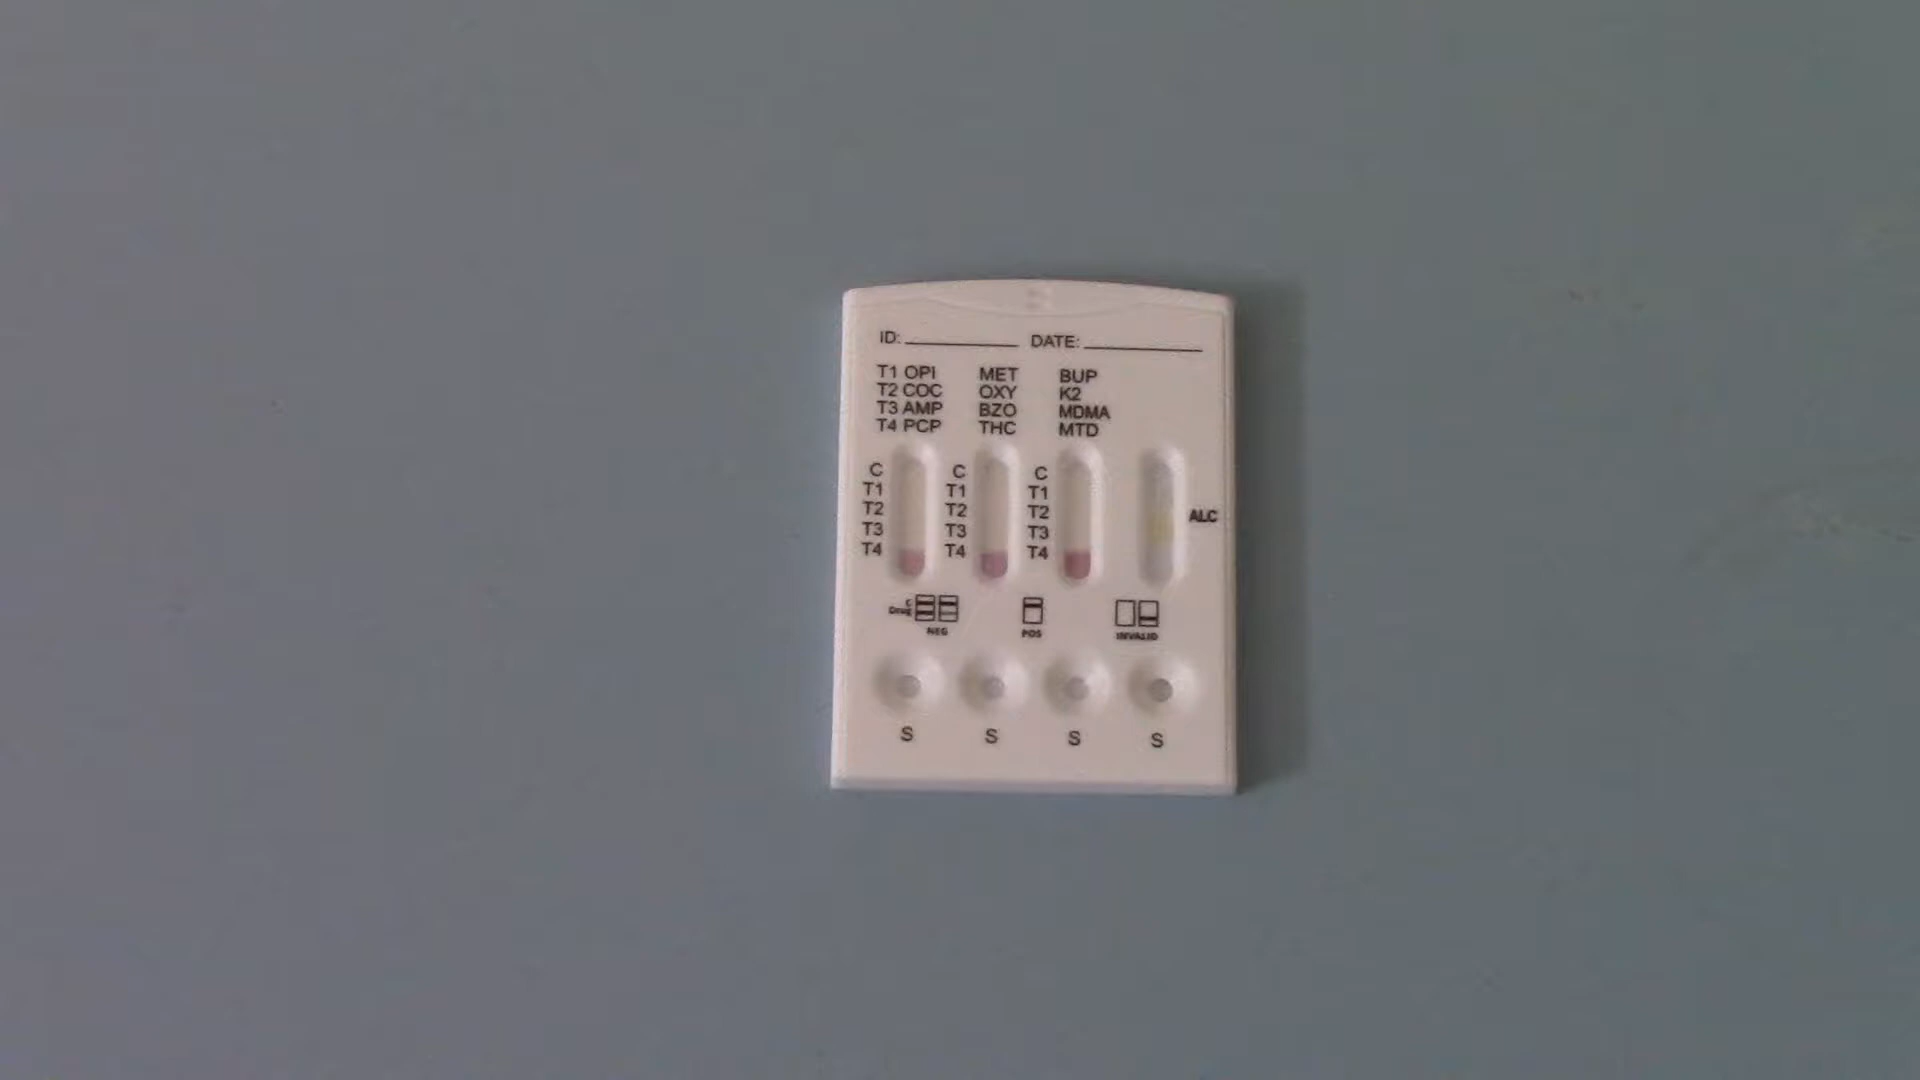 ID: DATE:
T1 OPI MET BUP
T2 COC OXY K2
T3 AMP BZO MDMA
T4 PCP THC MTD
C C C
T1 T1 T1
T2 T2 T2 ALC
T3 T3 T3
T4 T4 T4
C
Drug
NEG POS INVALID
S S S S